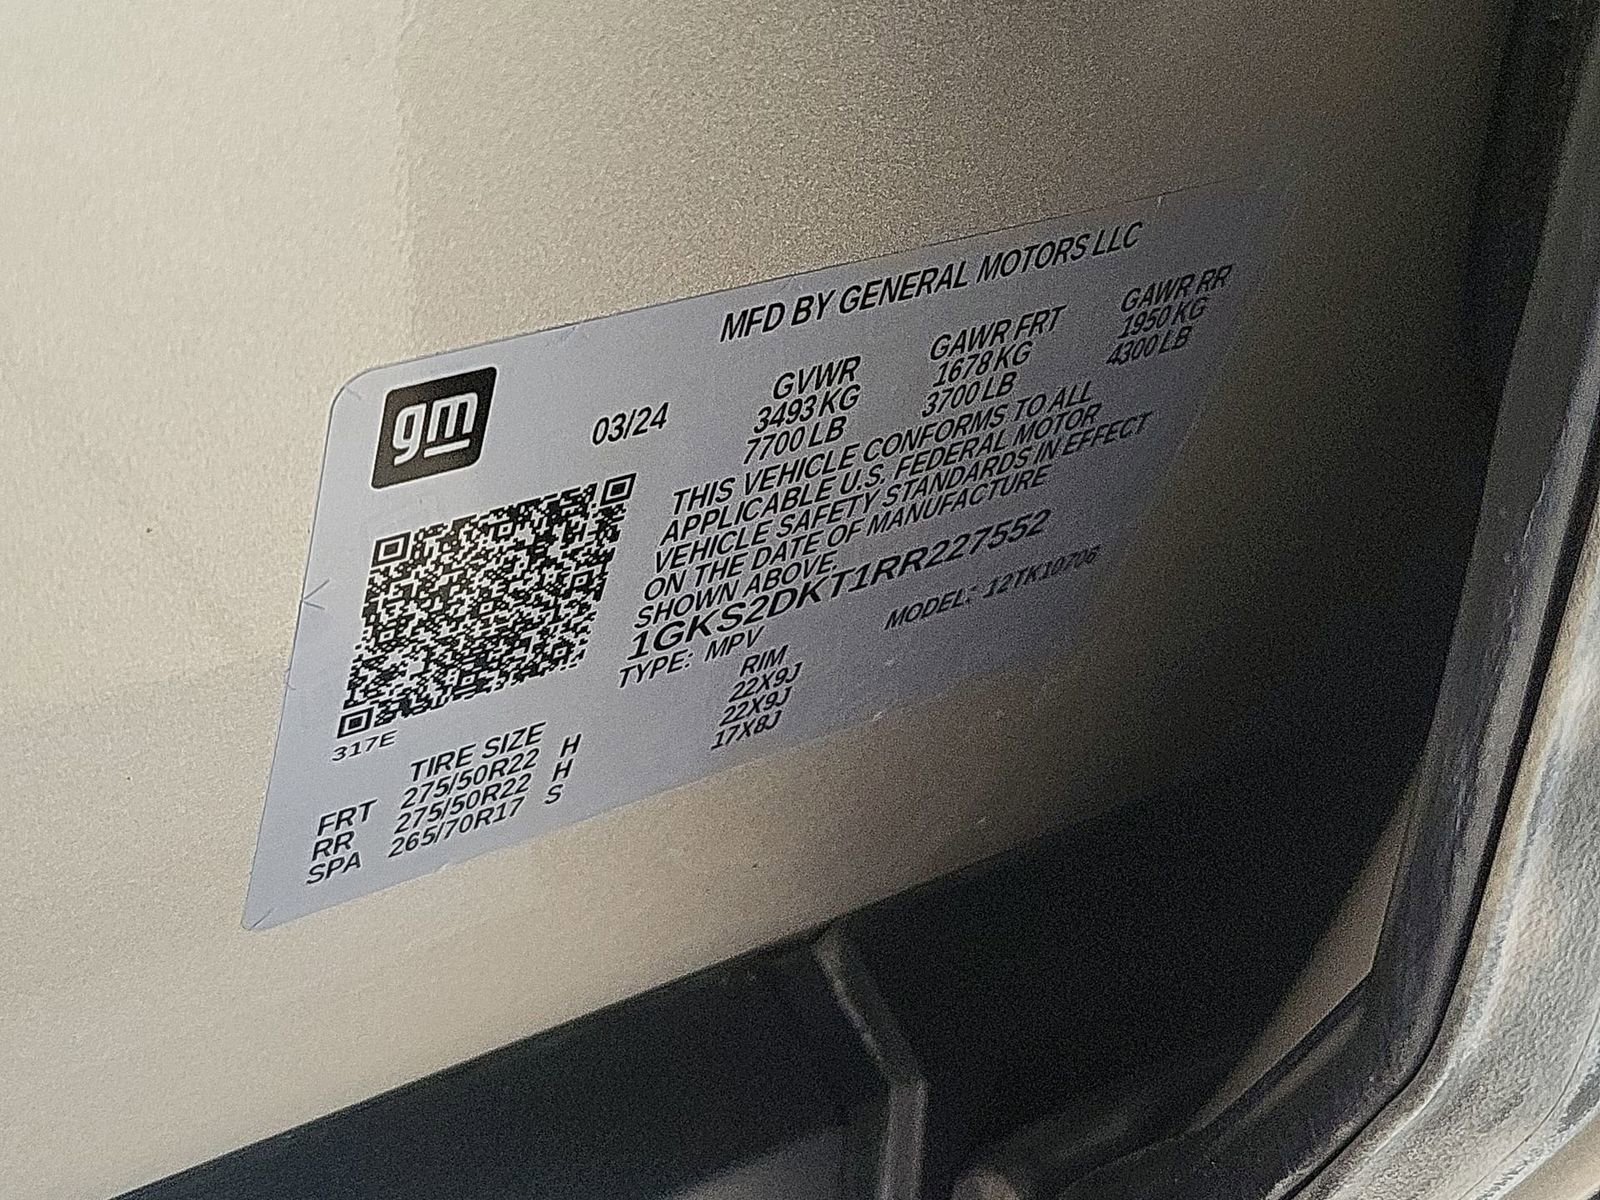 MFD BY GENERAL MOTORS LLC
gm
03/24
GVWR GAWR FRT GAWR RR
3493 KG 1678 KG 1950 KG
7700 LB 3700 LB 4300 LB
THIS VEHICLE CONFORMS TO ALL
APPLICABLE U.S. FEDERAL MOTOR
VEHICLE SAFETY STANDARDS IN EFFECT
ON THE DATE OF MANUFACTURE
SHOWN ABOVE.
1GKS2DKT1RR227552
TYPE: MPV MODEL: 12TK10706
317E
TIRE SIZE RIM
FRT 275/50R22 H 22X9J
RR 275/50R22 H 22X9J
SPA 265/70R17 S 17X8J